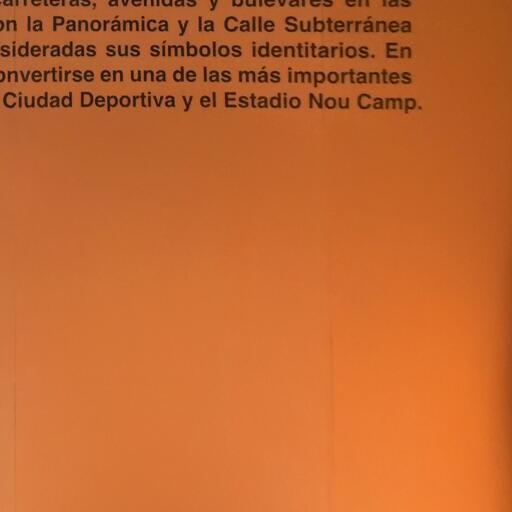 carreteras, avenidas y bulevares en las
on la Panorámica y la Calle Subterránea
sideradas sus símbolos identitarios. En
onvertirse en una de las más importantes
Ciudad Deportiva y el Estadio Nou Camp.